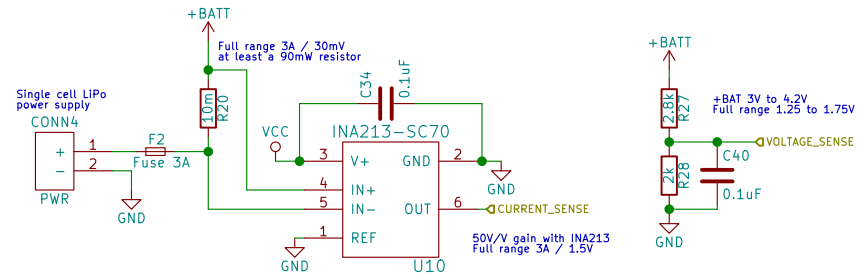 +BATT
Full range 3A / 30mV
at least a 90mW resistor
10m
R20
Single cell LiPo
power supply
CONN4
+
1
-
2
PWR
F2
Fuse 3A
GND
C34
0.1uF
VCC
INA213-SC70
3
V+
GND
2
GND
4
IN+
5
IN-
OUT
6
CURRENT_SENSE
1
REF
GND
U10
50V/V gain with INA213
Full range 3A / 1.5V
+BATT
2.8k
R27
+BAT 3V to 4.2V
Full range 1.25 to 1.75V
VOLTAGE_SENSE
2k
R28
C40
0.1uF
GND